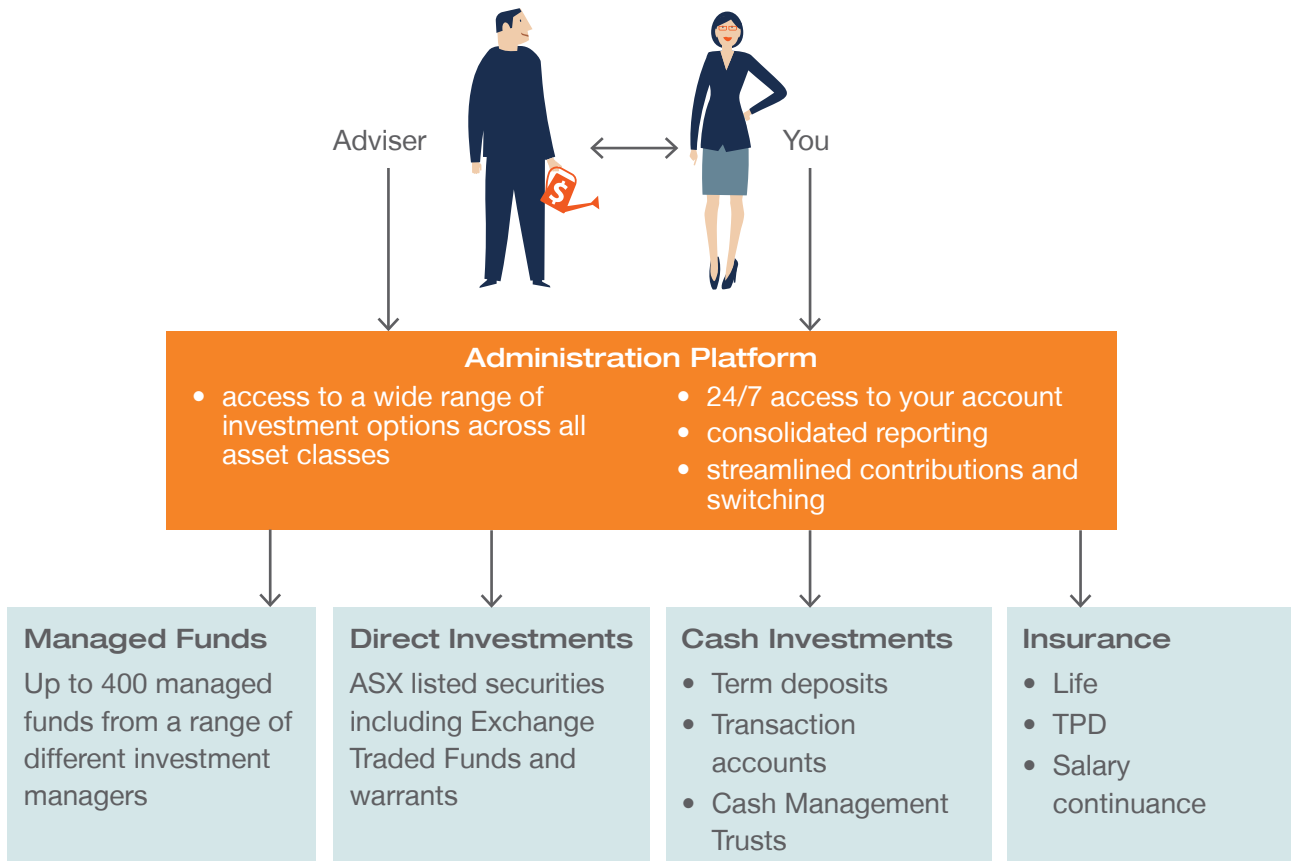 Adviser
You
$
Administration Platform
• access to a wide range of
investment options across all
asset classes
• 24/7 access to your account
• consolidated reporting
• streamlined contributions and
switching
Managed Funds
Up to 400 managed
funds from a range of
different investment
managers
Direct Investments
ASX listed securities
including Exchange
Traded Funds and
warrants
Cash Investments
• Term deposits
• Transaction
accounts
• Cash Management
Trusts
Insurance
• Life
• TPD
• Salary
continuance